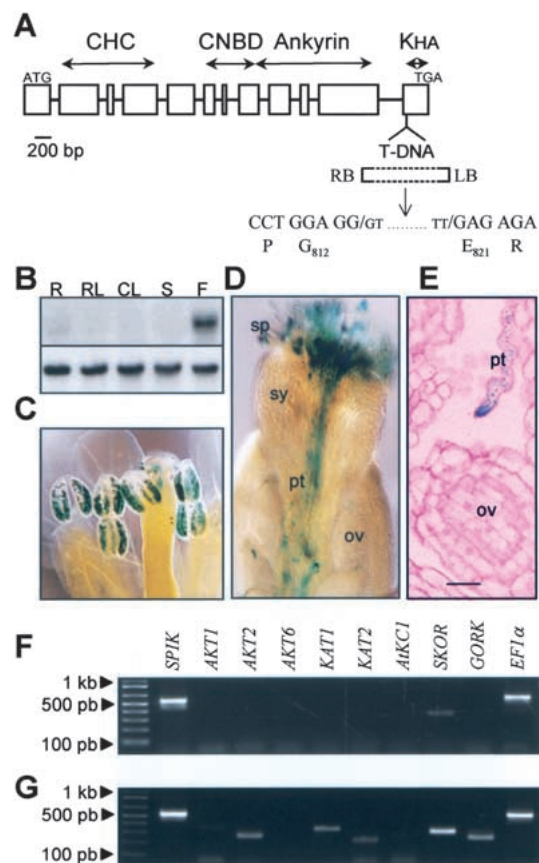 A
CHC CNBD Ankyrin KHA
ATG TGA
200 bp
T-DNA
RB LB
CCT GGA GG/GT ......... TT/GAG AGA
P G812 E821 R
B
R RL CL S F
C
D
sp
sy
pt
ov
E
pt
ov
F
SPIK AKT1 AKT2 AKT6 KAT1 KAT2 AtKC1 SKOR GORK EF1α
1 kb
500 pb
100 pb
G
1 kb
500 pb
100 pb